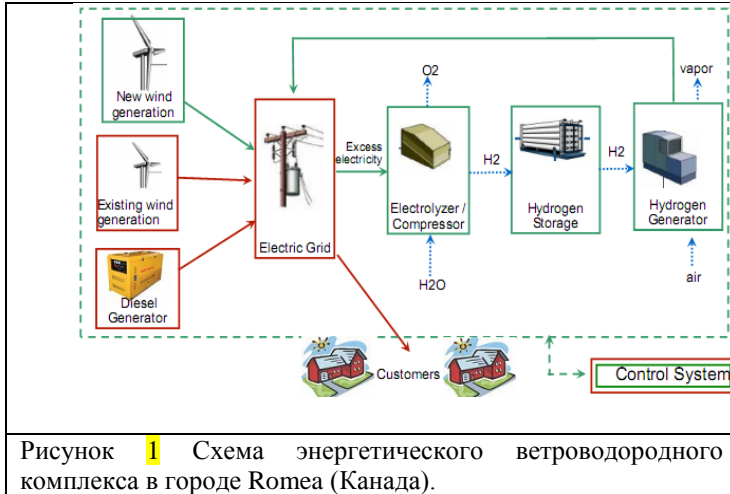 O2
vapor
New wind
generation
Excess
electricity
H2
H2
Existing wind
generation
Electrolyzer /
Compressor
Hydrogen
Storage
Hydrogen
Generator
Electric Grid
H2O
air
Diesel
Generator
Customers
Control System
Рисунок 1 Схема энергетического ветроводородного
комплекса в городе Romea (Канада).